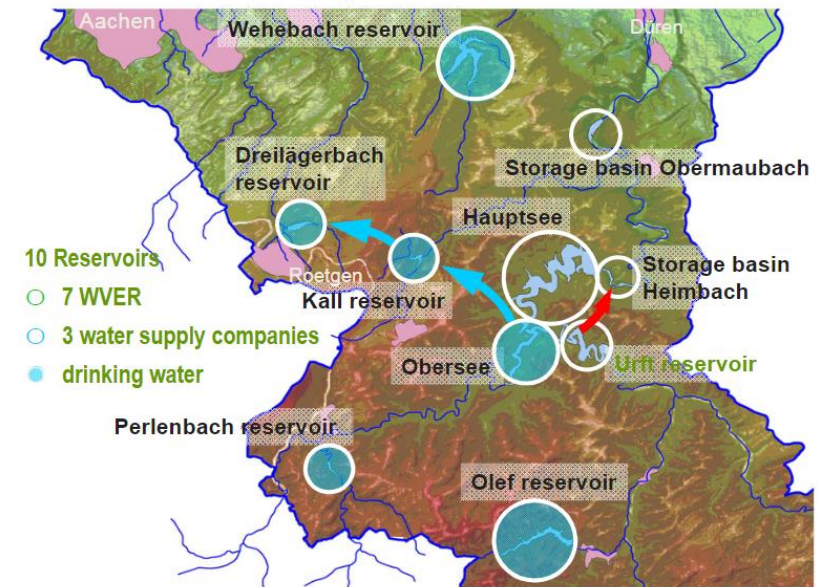 Aachen
Wehebach reservoir
Düren
Dreilägerbach
reservoir
Storage basin Obermaubach
Hauptsee
10 Reservoirs
7 WVER
3 water supply companies
drinking water
Roetgen
Kall reservoir
Storage basin
Heimbach
Obersee
Urft reservoir
Perlenbach reservoir
Olef reservoir